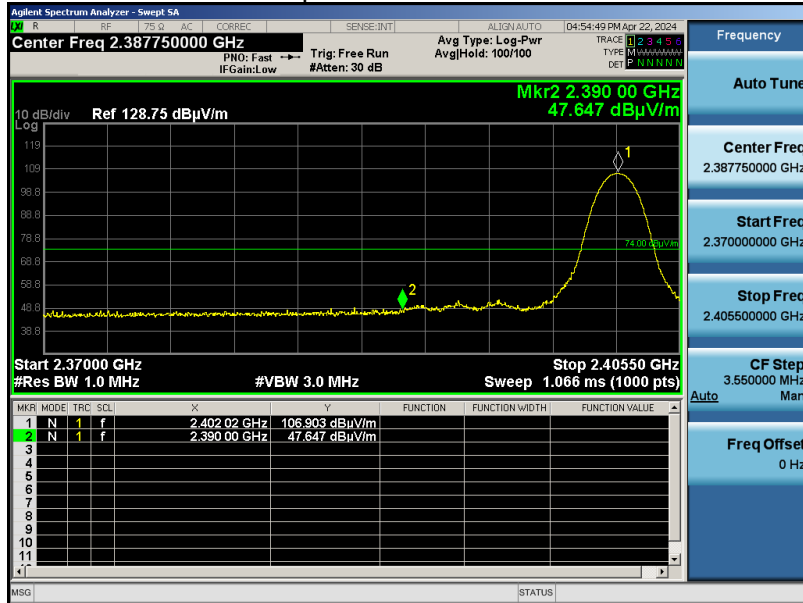 Agilent Spectrum Analyzer - Swept SA
LXI R RF 75 Ω AC CORREC SENSE:INT ALIGN AUTO 04:54:49 PM Apr 22, 2024
Center Freq 2.387750000 GHz
PNO: Fast
IFGain:Low
Trig: Free Run
#Atten: 30 dB
Avg Type: Log-Pwr
Avg|Hold: 100/100
TRACE 1 2 3 4 5 6
TYPE M
DET P N N N N N
Frequency
Mkr2 2.390 00 GHz
47.647 dBµV/m
10 dB/div Ref 128.75 dBµV/m
Log
119
109
98.8
88.8
78.8
68.8
58.8
48.8
38.8
1
74.00 dBµV/m
2
Start 2.37000 GHz
Stop 2.40550 GHz
#Res BW 1.0 MHz #VBW 3.0 MHz Sweep 1.066 ms (1000 pts)
MKR MODE TRC SCL X Y FUNCTION FUNCTION WIDTH FUNCTION VALUE
1 N 1 f 2.402 02 GHz 106.903 dBµV/m
2 N 1 f 2.390 00 GHz 47.647 dBµV/m
3
4
5
6
7
8
9
10
11
MSG STATUS
Auto Tune
Center Freq
2.387750000 GHz
Start Freq
2.370000000 GHz
Stop Freq
2.405500000 GHz
CF Step
3.550000 MHz
Auto Man
Freq Offset
0 Hz